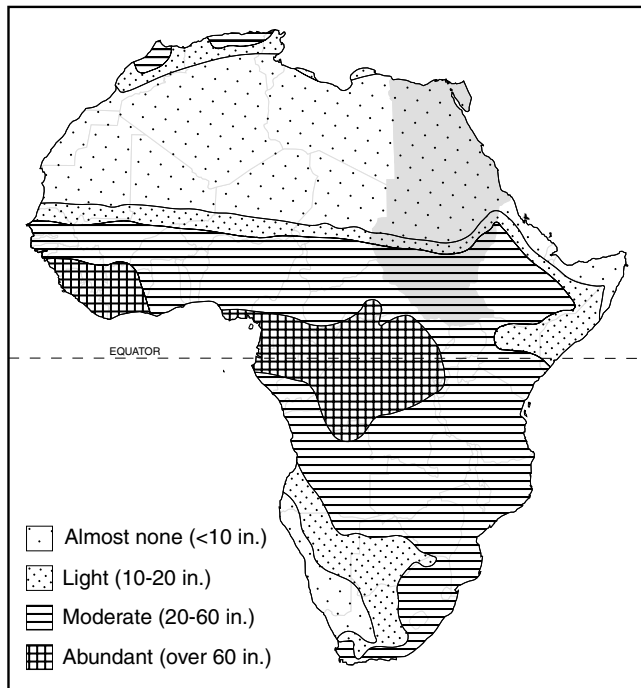 EQUATOR
Almost none (<10 in.)
Light (10-20 in.)
Moderate (20-60 in.)
Abundant (over 60 in.)